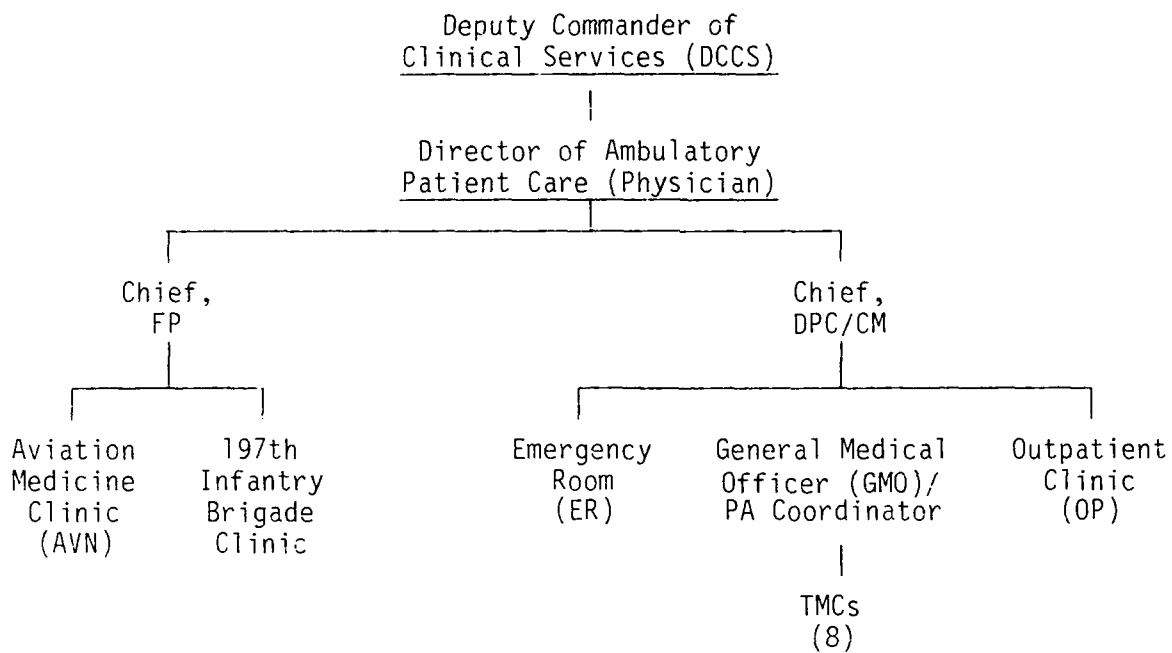 Deputy Commander of
Clinical Services (DCCS)
Director of Ambulatory
Patient Care (Physician)
Chief,
FP
Chief,
DPC/CM
Aviation
Medicine
Clinic
(AVN)
197th
Infantry
Brigade
Clinic
Emergency
Room
(ER)
General Medical
Officer (GMO)/
PA Coordinator
Outpatient
Clinic
(OP)
TMCs
(8)